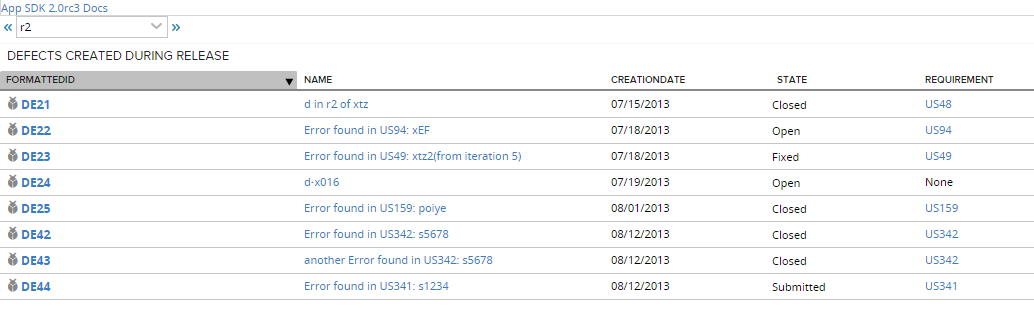 App SDK 2.0rc3 Docs
« r2 »
DEFECTS CREATED DURING RELEASE
FORMATTEDID NAME CREATIONDATE STATE REQUIREMENT
DE21 d in r2 of xtz 07/15/2013 Closed US48
DE22 Error found in US94: xEF 07/18/2013 Open US94
DE23 Error found in US49: xtz2(from iteration 5) 07/18/2013 Fixed US49
DE24 d-x016 07/19/2013 Open None
DE25 Error found in US159: poiye 08/01/2013 Closed US159
DE42 Error found in US342: s5678 08/12/2013 Closed US342
DE43 another Error found in US342: s5678 08/12/2013 Closed US342
DE44 Error found in US341: s1234 08/12/2013 Submitted US341